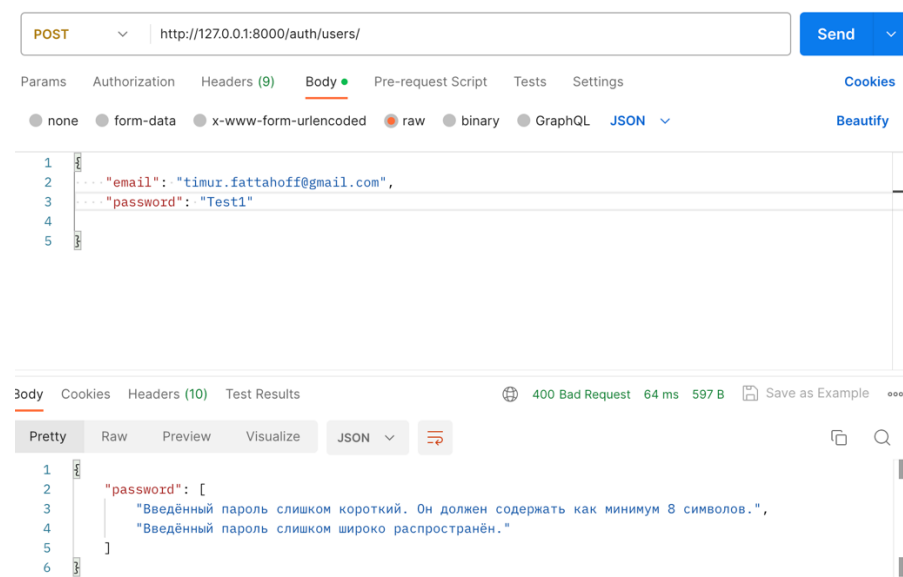 POST http://127.0.0.1:8000/auth/users/ Send
Params Authorization Headers (9) Body Pre-request Script Tests Settings Cookies
none form-data x-www-form-urlencoded raw binary GraphQL JSON Beautify
1 {
2 "email": "timur.fattahoff@gmail.com",
3 "password": "Test1"
4
5 }
Body Cookies Headers (10) Test Results 400 Bad Request 64 ms 597 B Save as Example
Pretty Raw Preview Visualize JSON
1 {
2 "password": [
3 "Введённый пароль слишком короткий. Он должен содержать как минимум 8 символов.",
4 "Введённый пароль слишком широко распространён."
5 ]
6 }